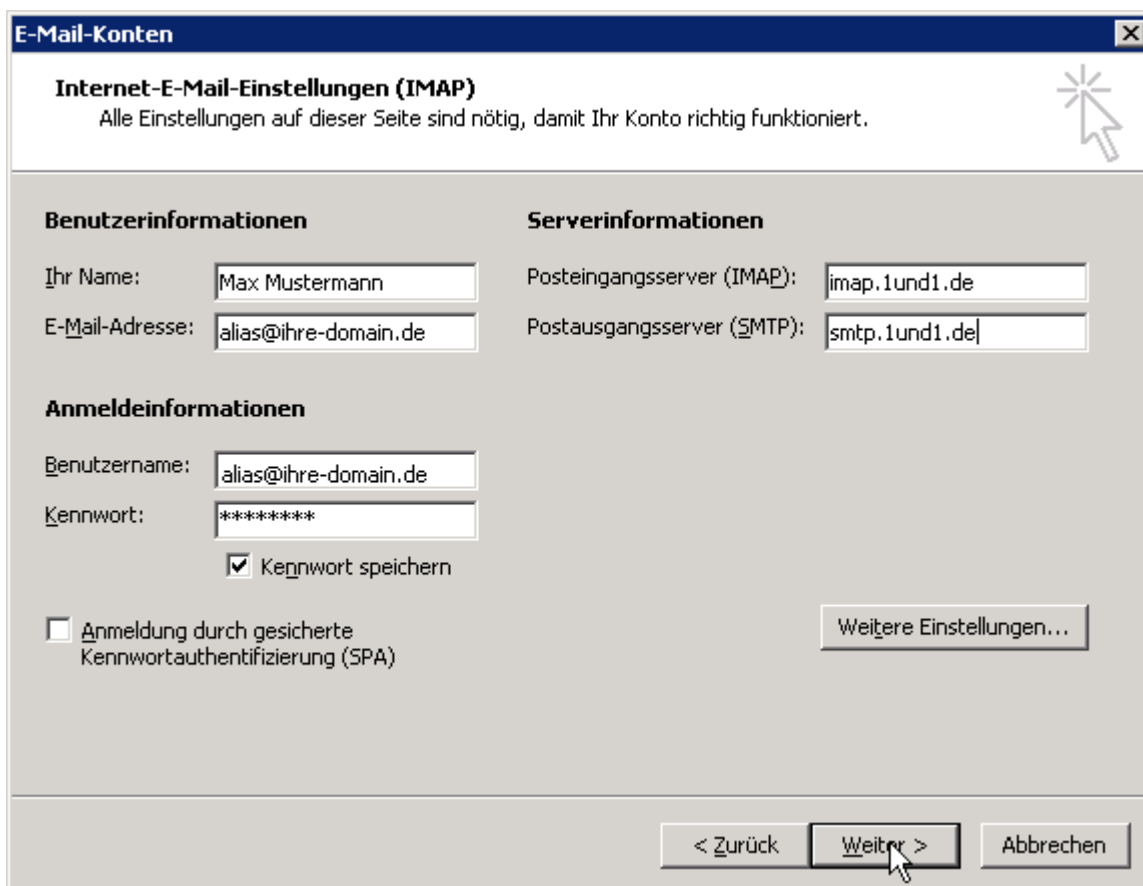 E-Mail-Konten
Internet-E-Mail-Einstellungen (IMAP)
Alle Einstellungen auf dieser Seite sind nötig, damit Ihr Konto richtig funktioniert.
Benutzerinformationen
Ihr Name: Max Mustermann
E-Mail-Adresse: alias@ihre-domain.de
Serverinformationen
Posteingangsserver (IMAP): imap.1und1.de
Postausgangsserver (SMTP): smtp.1und1.de
Anmeldeinformationen
Benutzername: alias@ihre-domain.de
Kennwort: ********
Kennwort speichern
Anmeldung durch gesicherte
Kennwortauthentifizierung (SPA)
Weitere Einstellungen...
< Zurück
Weiter >
Abbrechen